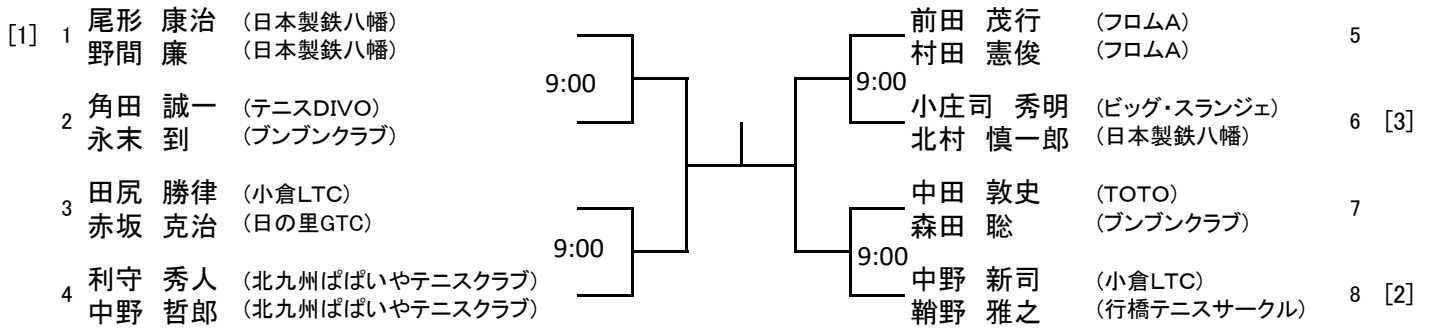 [1] 1 尾形 康治 (日本製鉄八幡)
野間 廉 (日本製鉄八幡)
9:00
2 角田 誠一 (テニスDIVO)
永末 到 (ブンブンクラブ)
3 田尻 勝律 (小倉LTC)
赤坂 克治 (日の里GTC)
9:00
4 利守 秀人 (北九州ぱぱいやテニスクラブ)
中野 哲郎 (北九州ぱぱいやテニスクラブ)
前田 茂行 (フロムA) 5
村田 憲俊 (フロムA)
9:00
小庄司 秀明 (ビッグ・スランジェ) 6 [3]
北村 慎一郎 (日本製鉄八幡)
中田 敦史 (TOTO) 7
森田 聡 (ブンブンクラブ)
9:00
中野 新司 (小倉LTC) 8 [2]
鞘野 雅之 (行橋テニスサークル)